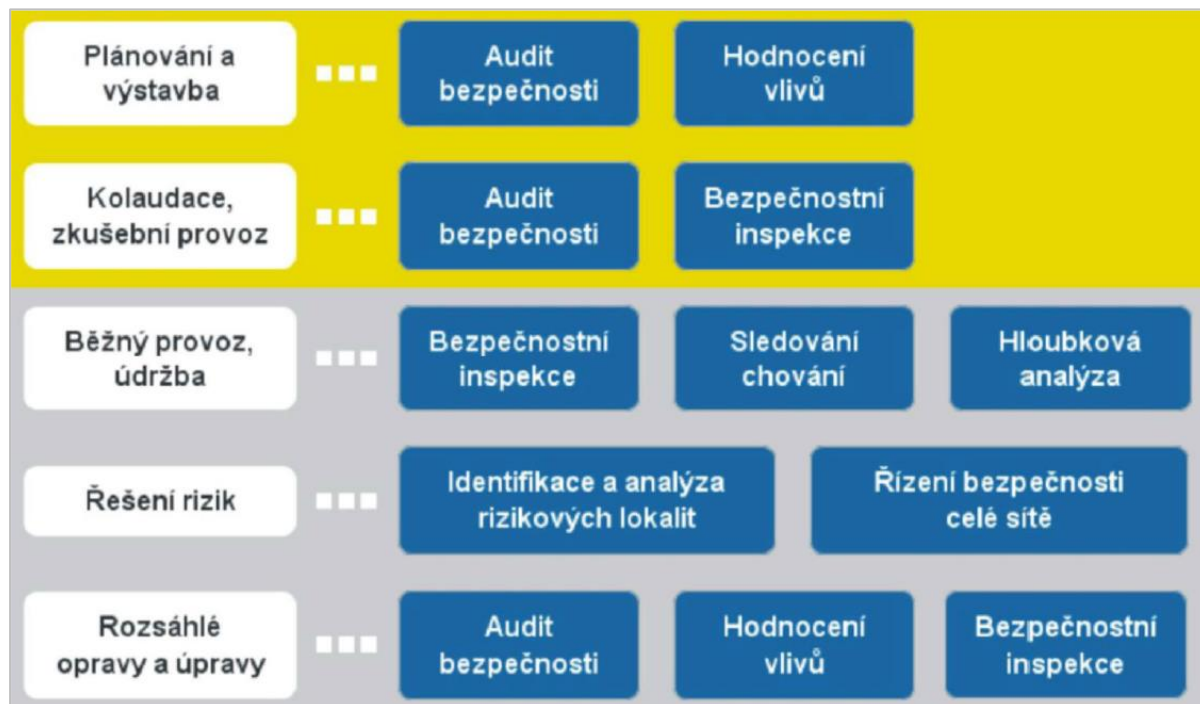 Plánování a
výstavba
Audit
bezpečnosti
Hodnocení
vlivů
Kolaudace,
zkušební provoz
Audit
bezpečnosti
Bezpečnostní
inspekce
Běžný provoz,
údržba
Bezpečnostní
inspekce
Sledování
chování
Hloubková
analýza
Řešení rizik
Identifikace a analýza
rizikových lokalit
Řízení bezpečnosti
celé sítě
Rozsáhlé
opravy a úpravy
Audit
bezpečnosti
Hodnocení
vlivů
Bezpečnostní
inspekce